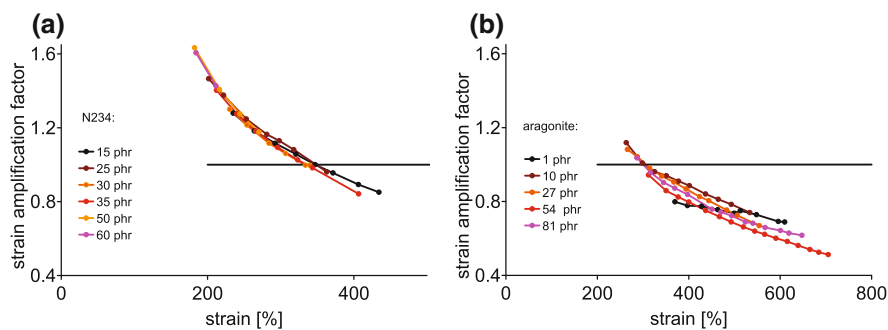 (a)
strain amplification factor
1.6
1.2
0.8
0.4
N234:
15 phr
25 phr
30 phr
35 phr
50 phr
60 phr
0
200
400
strain [%]
(b)
strain amplification factor
1.6
1.2
0.8
0.4
aragonite:
1 phr
10 phr
27 phr
54 phr
81 phr
0
200
400
600
800
strain [%]